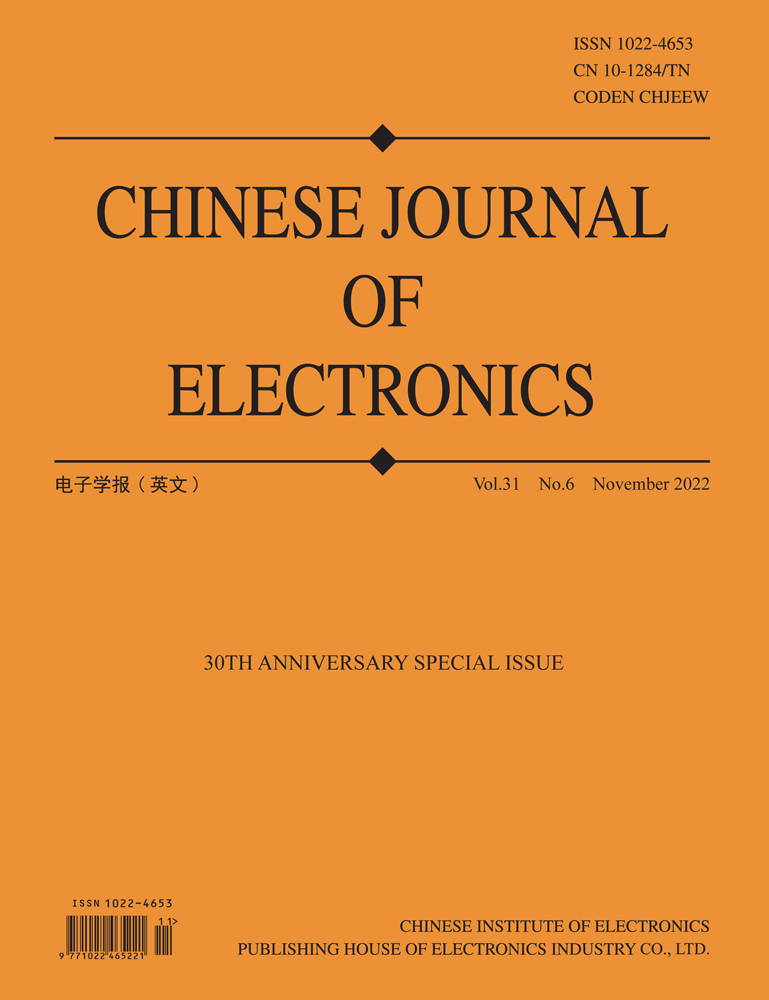 ISSN 1022-4653
CN 10-1284/TN
CODEN CHJEEW
CHINESE JOURNAL
OF
ELECTRONICS
电子学报（英文） Vol.31 No.6 November 2022
30TH ANNIVERSARY SPECIAL ISSUE
ISSN 1022-4653
11>
9 771022 465221
CHINESE INSTITUTE OF ELECTRONICS
PUBLISHING HOUSE OF ELECTRONICS INDUSTRY CO., LTD.